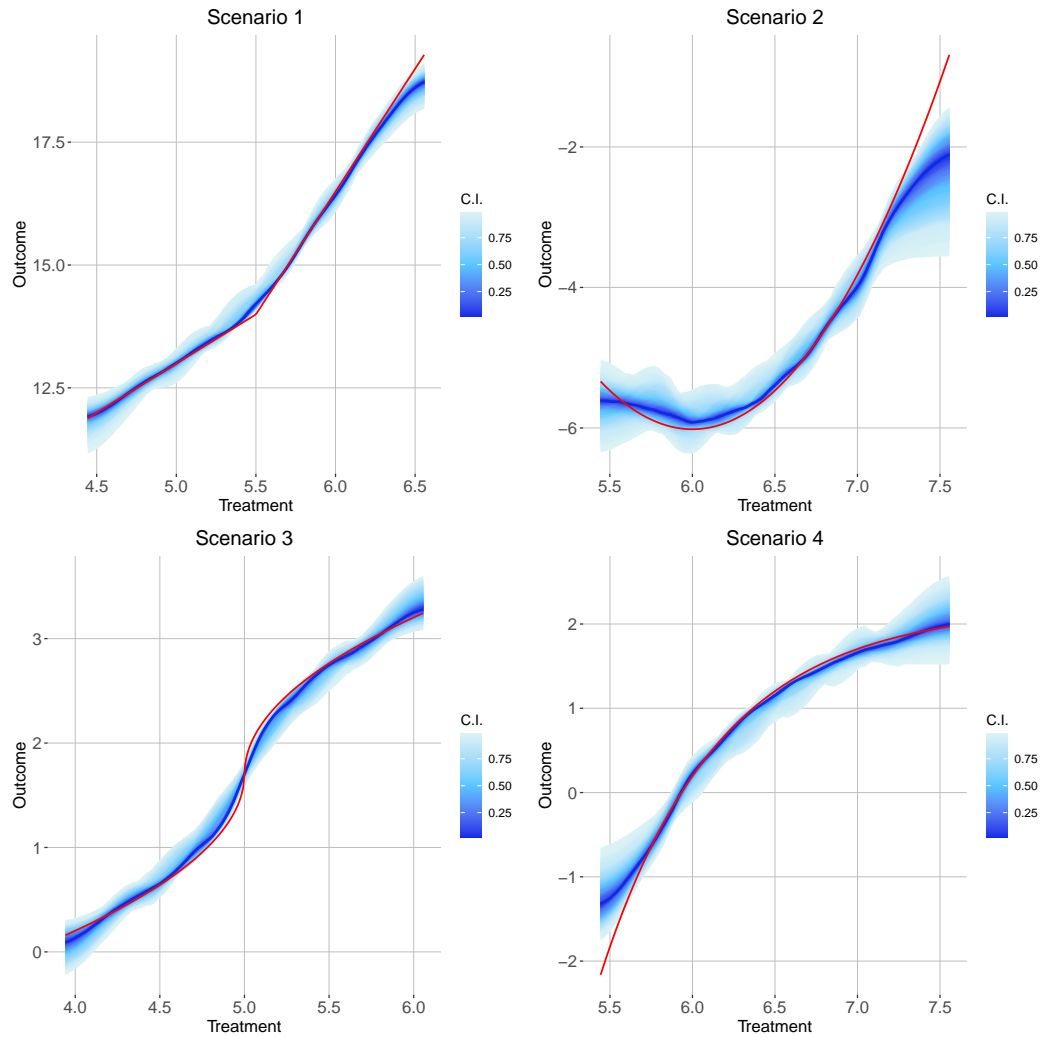 Scenario 1
Outcome
17.5
15.0
12.5
4.5 5.0 5.5 6.0 6.5
Treatment
C.I.
0.75
0.50
0.25
Scenario 2
Outcome
−2
−4
−6
5.5 6.0 6.5 7.0 7.5
Treatment
C.I.
0.75
0.50
0.25
Scenario 3
Outcome
3
2
1
0
4.0 4.5 5.0 5.5 6.0
Treatment
C.I.
0.75
0.50
0.25
Scenario 4
Outcome
2
1
0
−1
−2
5.5 6.0 6.5 7.0 7.5
Treatment
C.I.
0.75
0.50
0.25